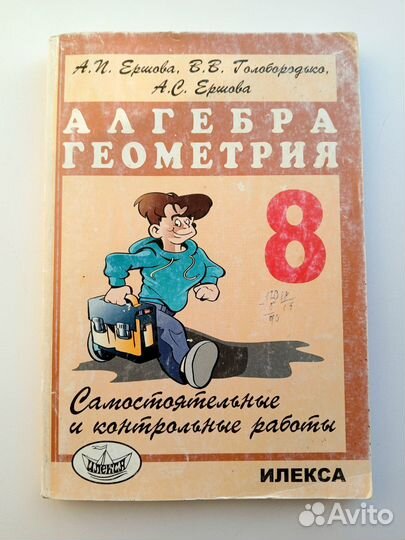 А.П. Ершова, В.В. Голобородько,
А.С. Ершова
АЛГЕБРА
ГЕОМЕТРИЯ
8
Самостоятельные
и контрольные работы
ИЛЕКСА
ИЛЕКСА
Avito